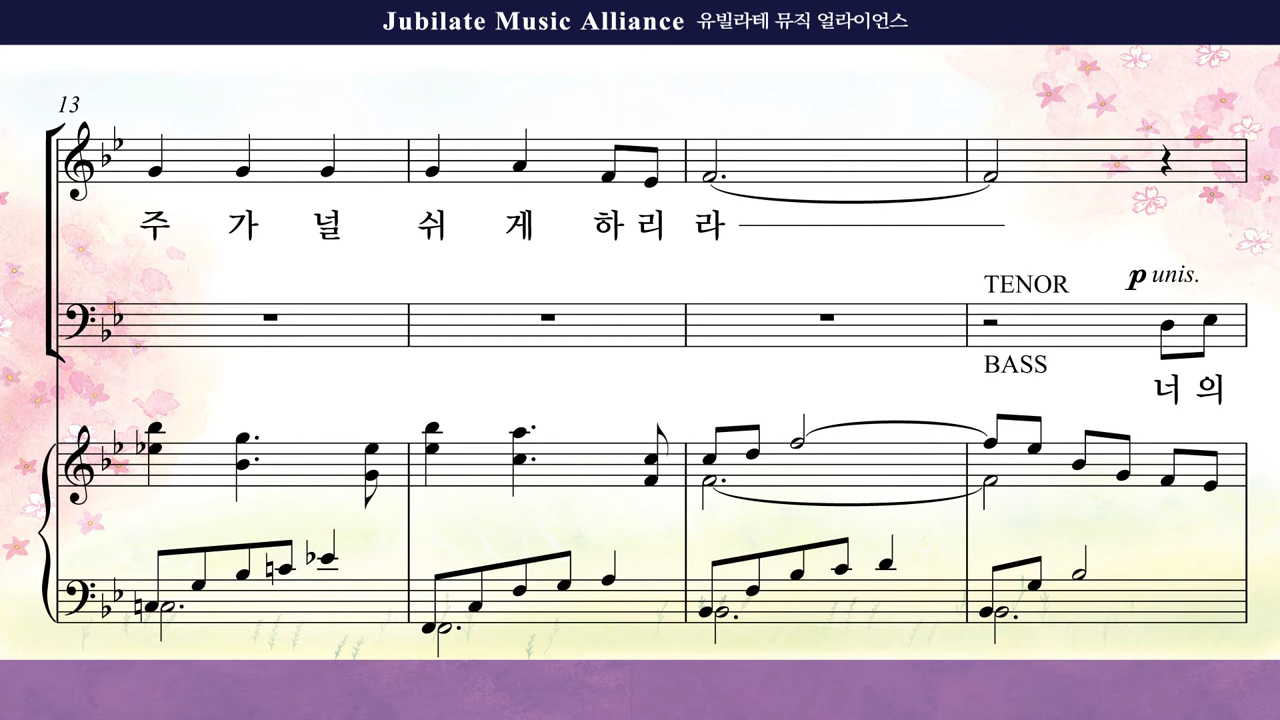 Jubilate Music Alliance 유빌라테 뮤직 얼라이언스
13
주 가 널 쉬 게 하 리 라
TENOR p unis.
BASS
너 의